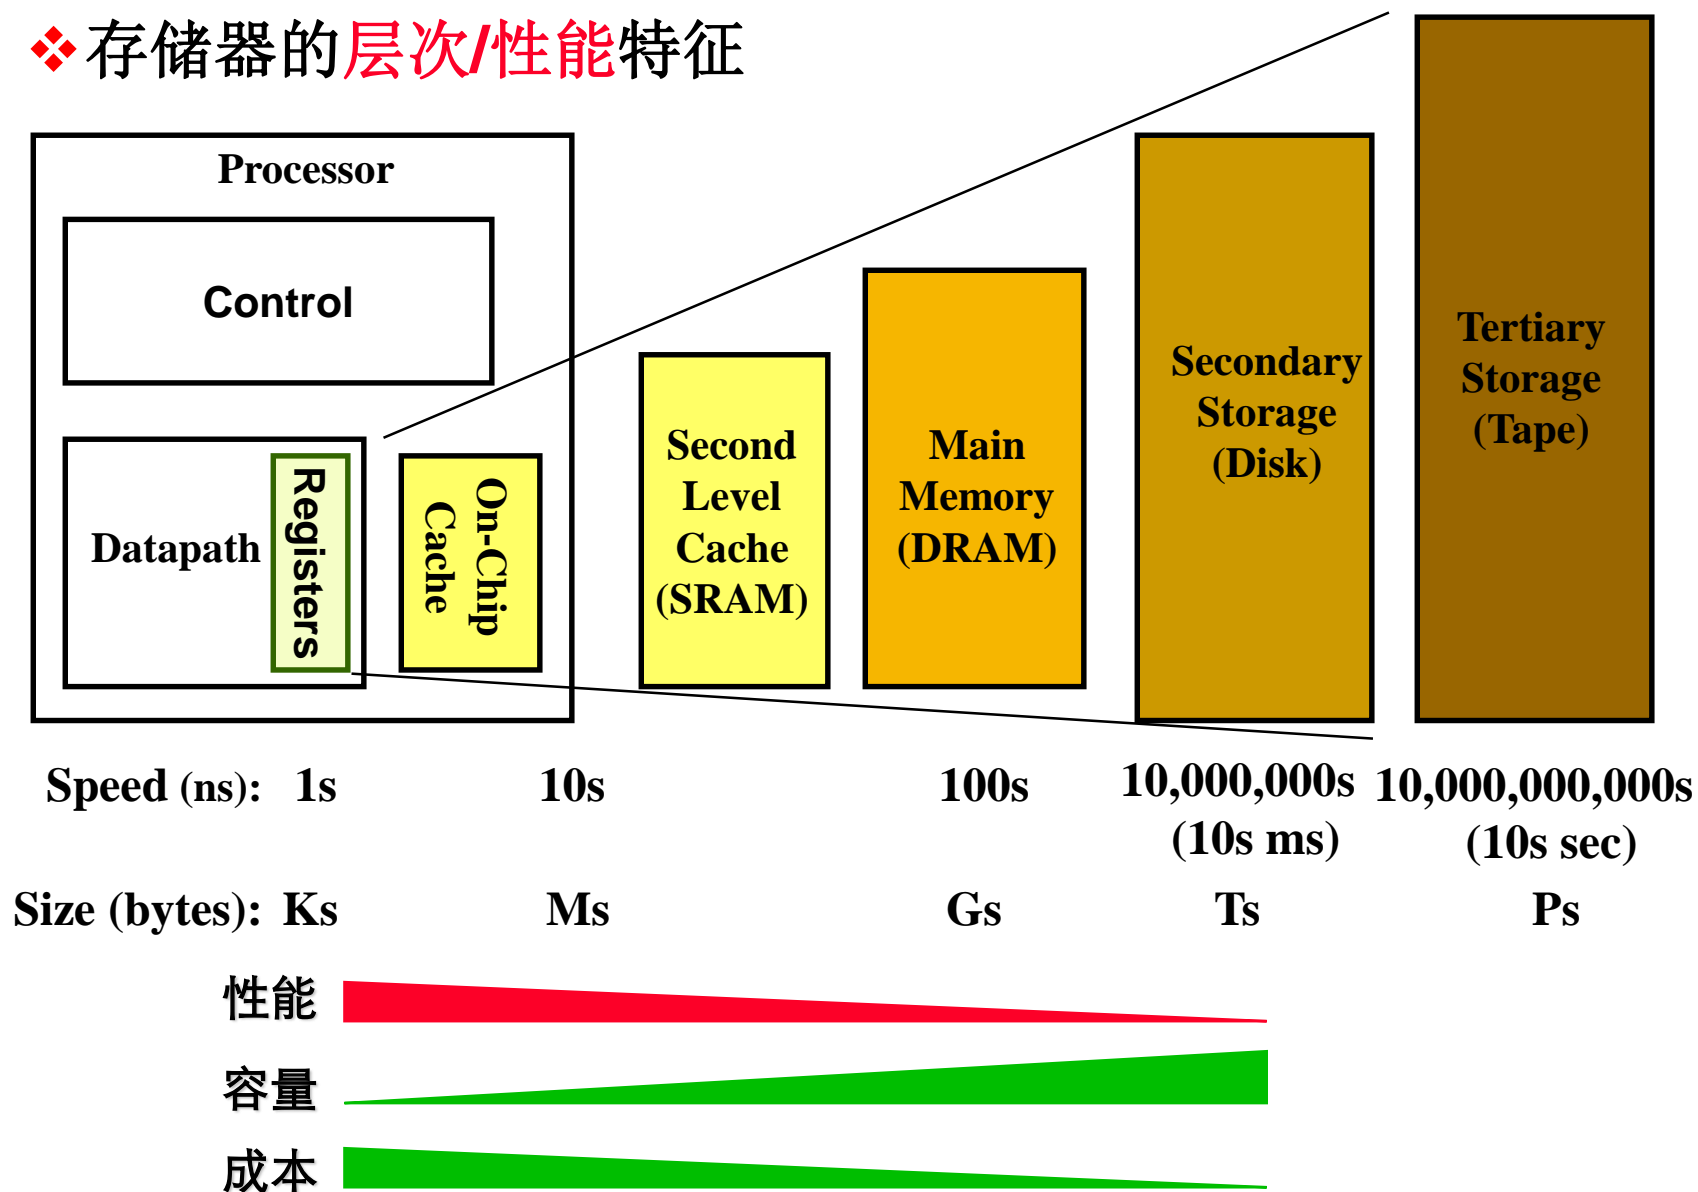 ❖存储器的层次/性能特征
Processor
Control
Datapath
Registers
On-Chip
Cache
Second
Level
Cache
(SRAM)
Main
Memory
(DRAM)
Secondary
Storage
(Disk)
Tertiary
Storage
(Tape)
Speed (ns): 1s 10s 100s 10,000,000s 10,000,000,000s
(10s ms) (10s sec)
Size (bytes): Ks Ms Gs Ts Ps
性能
容量
成本